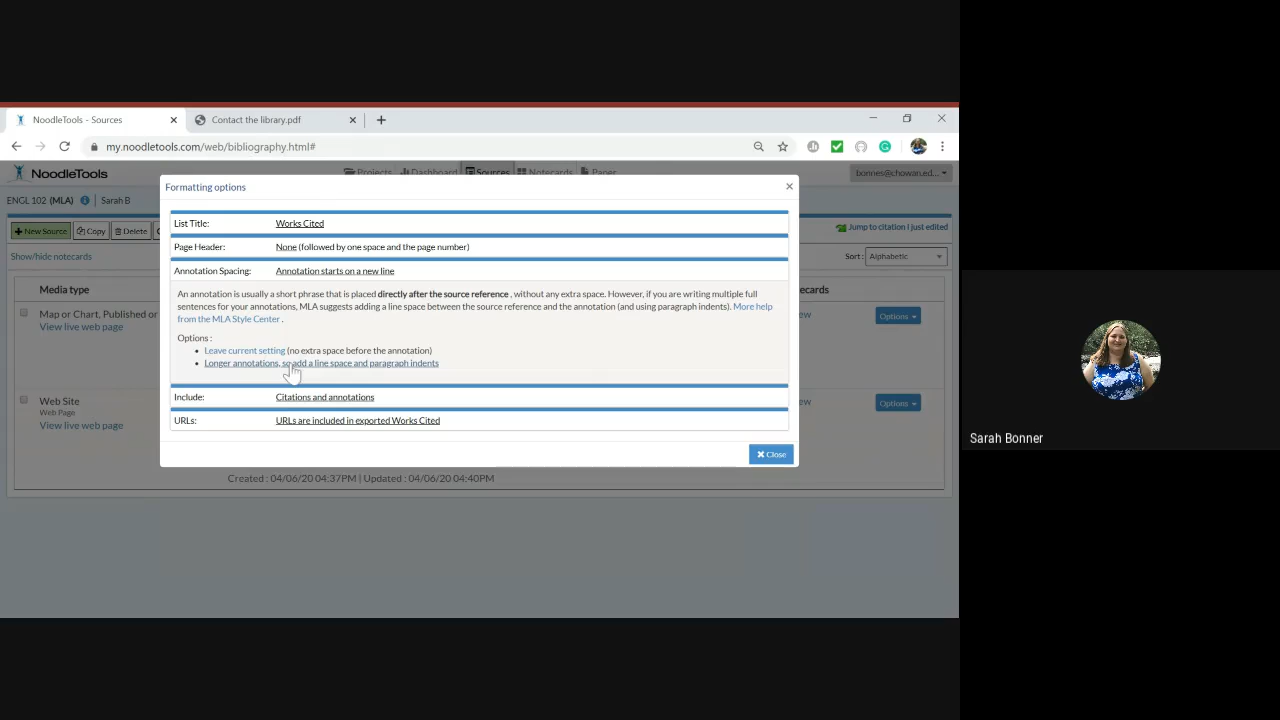 NoodleTools - Sources
Contact the library.pdf
my.noodletools.com/web/bibliography.html#
NoodleTools
Projects
Dashboard
Sources
Notecards
Paper
bonnes@chowan.ed...
ENGL 102 (MLA) Sarah B
New Source
Copy
Delete
Jump to citation I just edited
Show/hide notecards
Sort : Alphabetic
Media type
Map or Chart, Published or
View live web page
Options
Web Site
Web Page
View live web page
Options
Created : 04/06/20 04:37PM | Updated : 04/06/20 04:40PM
Formatting options
List Title: Works Cited
Page Header: None (followed by one space and the page number)
Annotation Spacing: Annotation starts on a new line
An annotation is usually a short phrase that is placed directly after the source reference , without any extra space. However, if you are writing multiple full
sentences for your annotations, MLA suggests adding a line space between the source reference and the annotation (and using paragraph indents). More help
from the MLA Style Center .
Options :
Leave current setting (no extra space before the annotation)
Longer annotations, so add a line space and paragraph indents
Include: Citations and annotations
URLs: URLs are included in exported Works Cited
Close
Sarah Bonner